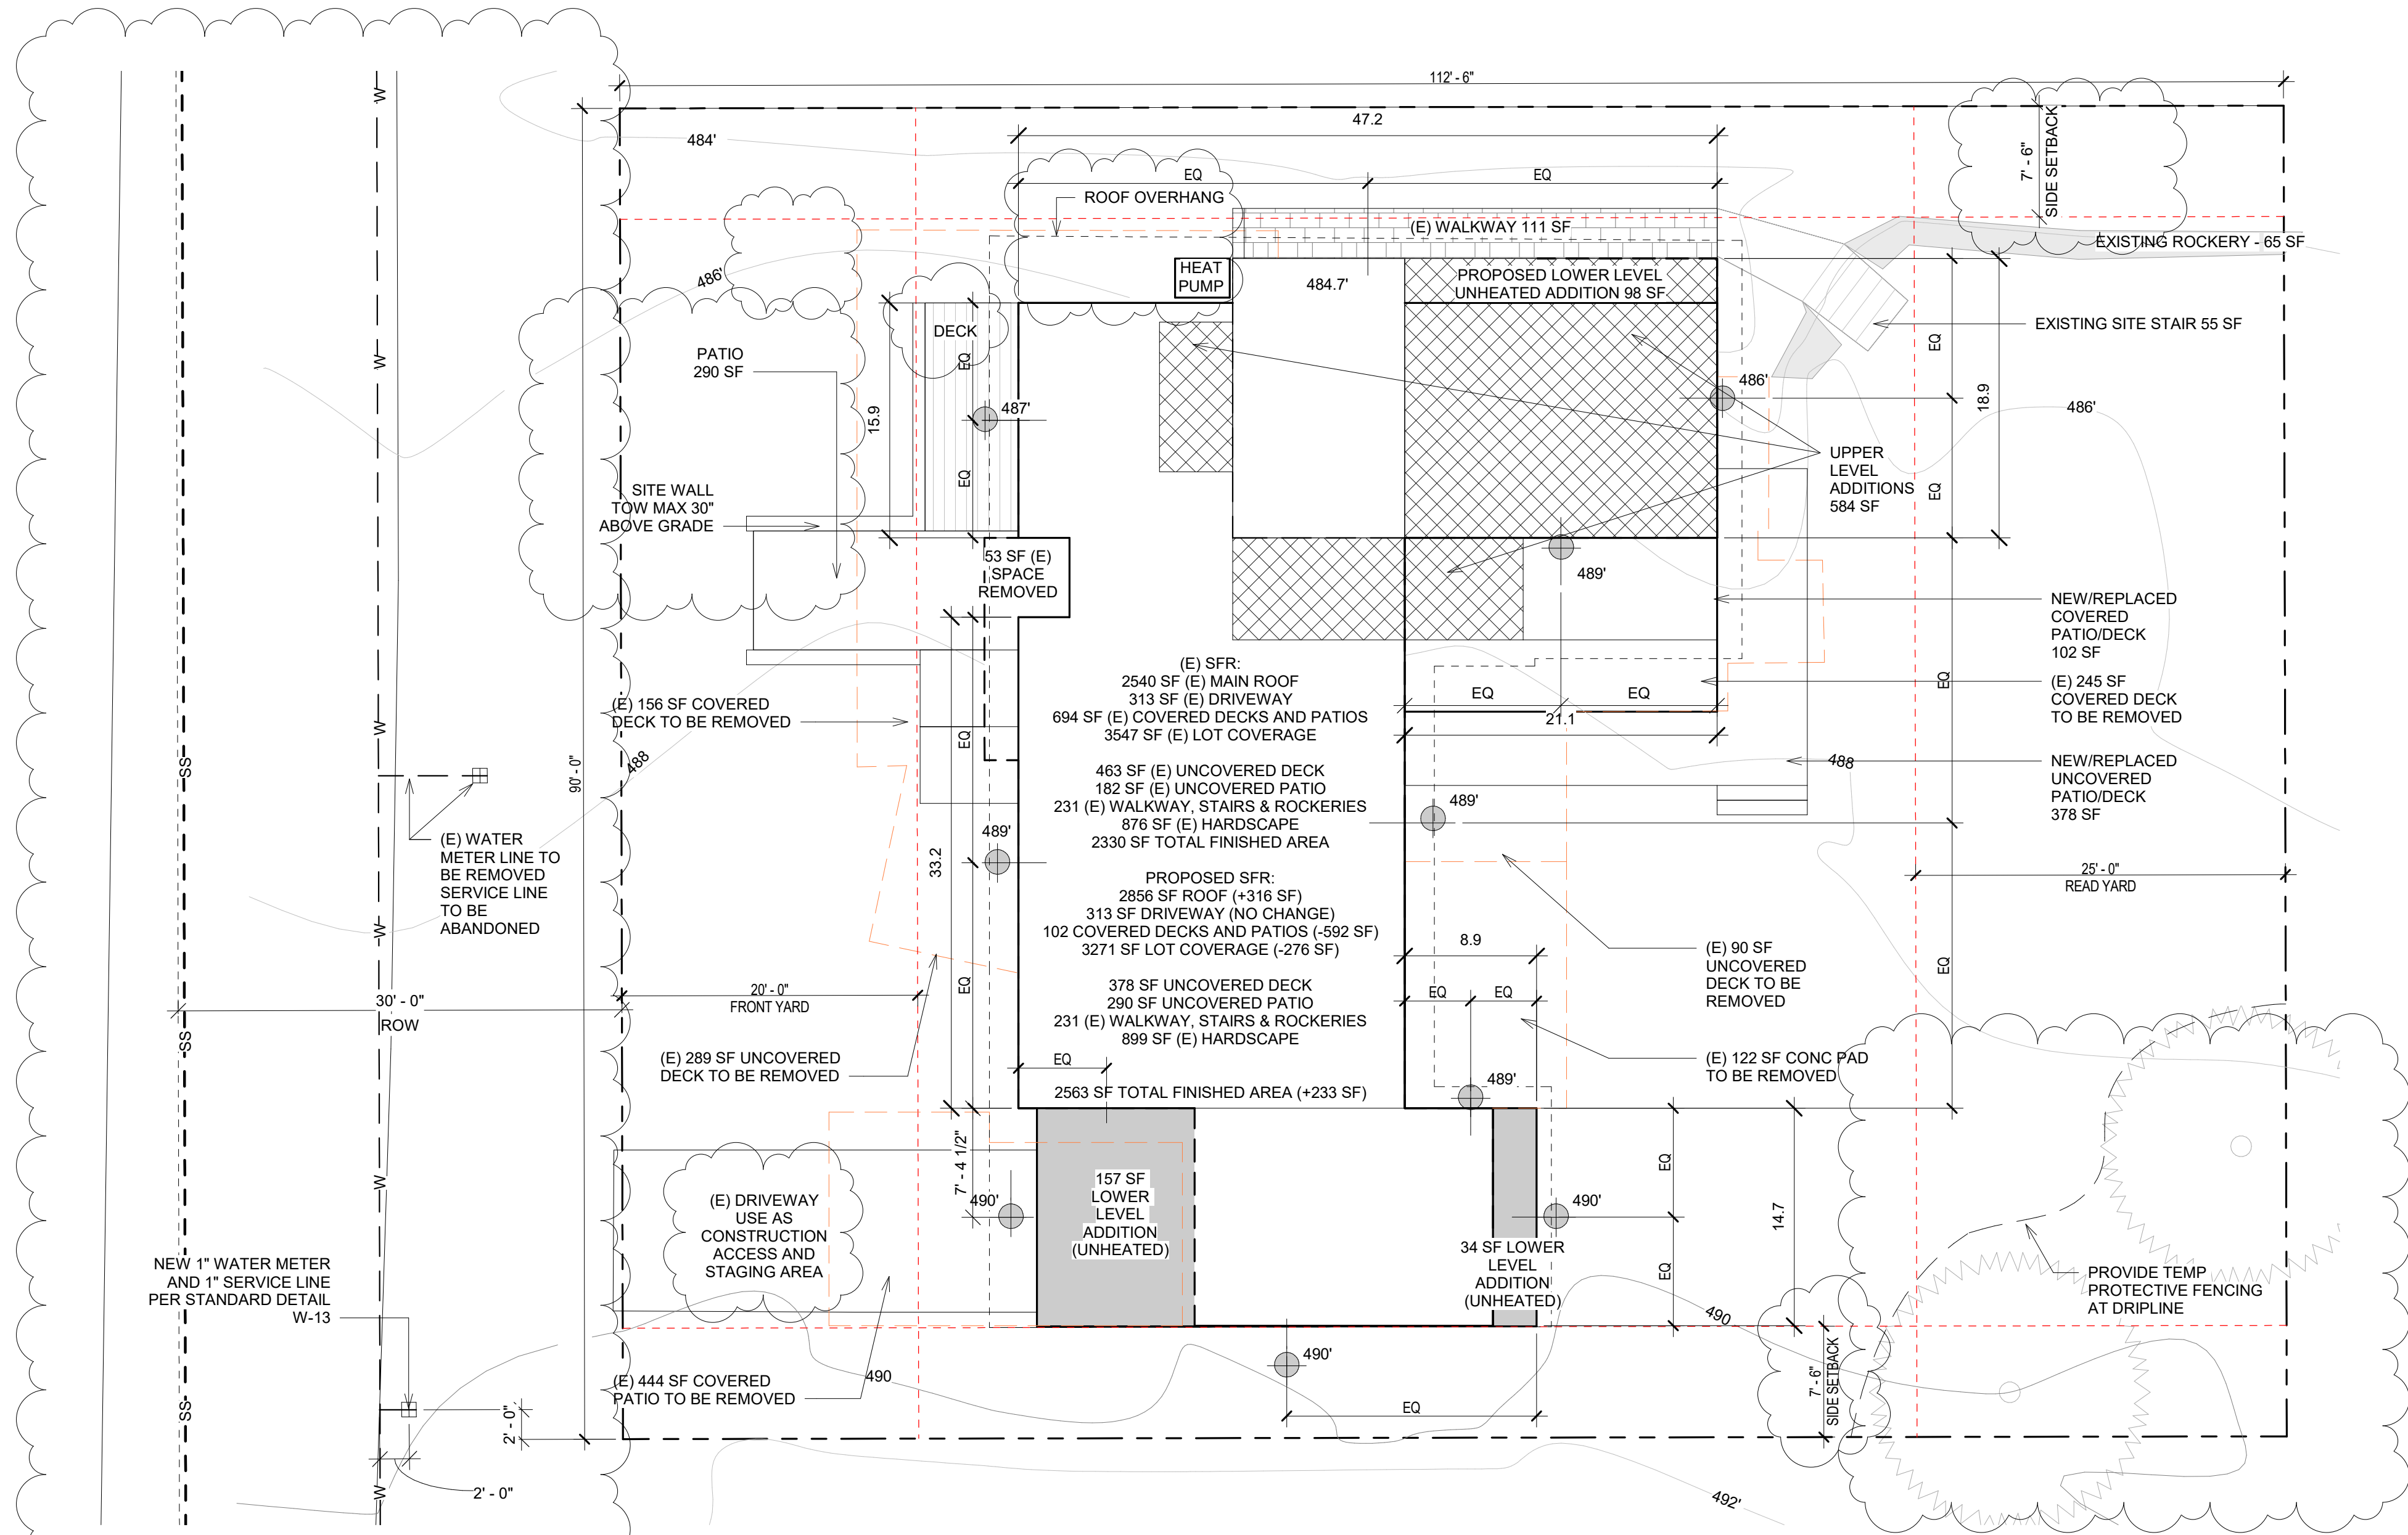 112' - 6"
47.2
484'
EQ
EQ
ROOF OVERHANG
7' - 6"
SIDE SETBACK
(E) WALKWAY 111 SF
EXISTING ROCKERY - 65 SF
HEAT
PUMP
484.7'
PROPOSED LOWER LEVEL
UNHEATED ADDITION 98 SF
486'
DECK
EQ
EQ
15.9
487'
PATIO
290 SF
EXISTING SITE STAIR 55 SF
EQ
EQ
18.9
486'
486'
UPPER
LEVEL
ADDITIONS
584 SF
SITE WALL
TOW MAX 30"
ABOVE GRADE
53 SF (E)
SPACE
REMOVED
489'
NEW/REPLACED
COVERED
PATIO/DECK
102 SF
(E) 245 SF
COVERED DECK
TO BE REMOVED
NEW/REPLACED
UNCOVERED
PATIO/DECK
378 SF
EQ
EQ
EQ
EQ
21.1
488
489'
(E) 156 SF COVERED
DECK TO BE REMOVED
488
90' - 0"
(E) SFR:
2540 SF (E) MAIN ROOF
313 SF (E) DRIVEWAY
694 SF (E) COVERED DECKS AND PATIOS
3547 SF (E) LOT COVERAGE
463 SF (E) UNCOVERED DECK
182 SF (E) UNCOVERED PATIO
231 (E) WALKWAY, STAIRS & ROCKERIES
876 SF (E) HARDSCAPE
2330 SF TOTAL FINISHED AREA
PROPOSED SFR:
2856 SF ROOF (+316 SF)
313 SF DRIVEWAY (NO CHANGE)
102 COVERED DECKS AND PATIOS (-592 SF)
3271 SF LOT COVERAGE (-276 SF)
378 SF UNCOVERED DECK
290 SF UNCOVERED PATIO
231 (E) WALKWAY, STAIRS & ROCKERIES
899 SF (E) HARDSCAPE
2563 SF TOTAL FINISHED AREA (+233 SF)
EQ
EQ
33.2
489'
(E) WATER
METER LINE TO
BE REMOVED
SERVICE LINE
TO BE
ABANDONED
W
W
W
W
W
W
SS
SS
SS
30' - 0"
ROW
20' - 0"
FRONT YARD
25' - 0"
READ YARD
8.9
EQ
EQ
(E) 90 SF
UNCOVERED
DECK TO BE
REMOVED
(E) 122 SF CONC PAD
TO BE REMOVED
(E) 289 SF UNCOVERED
DECK TO BE REMOVED
EQ
489'
7' - 4 1/2"
490'
157 SF
LOWER
LEVEL
ADDITION
(UNHEATED)
34 SF LOWER
LEVEL
ADDITION
(UNHEATED)
490'
EQ
EQ
14.7
(E) DRIVEWAY
USE AS
CONSTRUCTION
ACCESS AND
STAGING AREA
NEW 1" WATER METER
AND 1" SERVICE LINE
PER STANDARD DETAIL
W-13
PROVIDE TEMP
PROTECTIVE FENCING
AT DRIPLINE
490
7' - 6"
SIDE SETBACK
490'
EQ
(E) 444 SF COVERED
PATIO TO BE REMOVED
490
2' - 0"
2' - 0"
492'